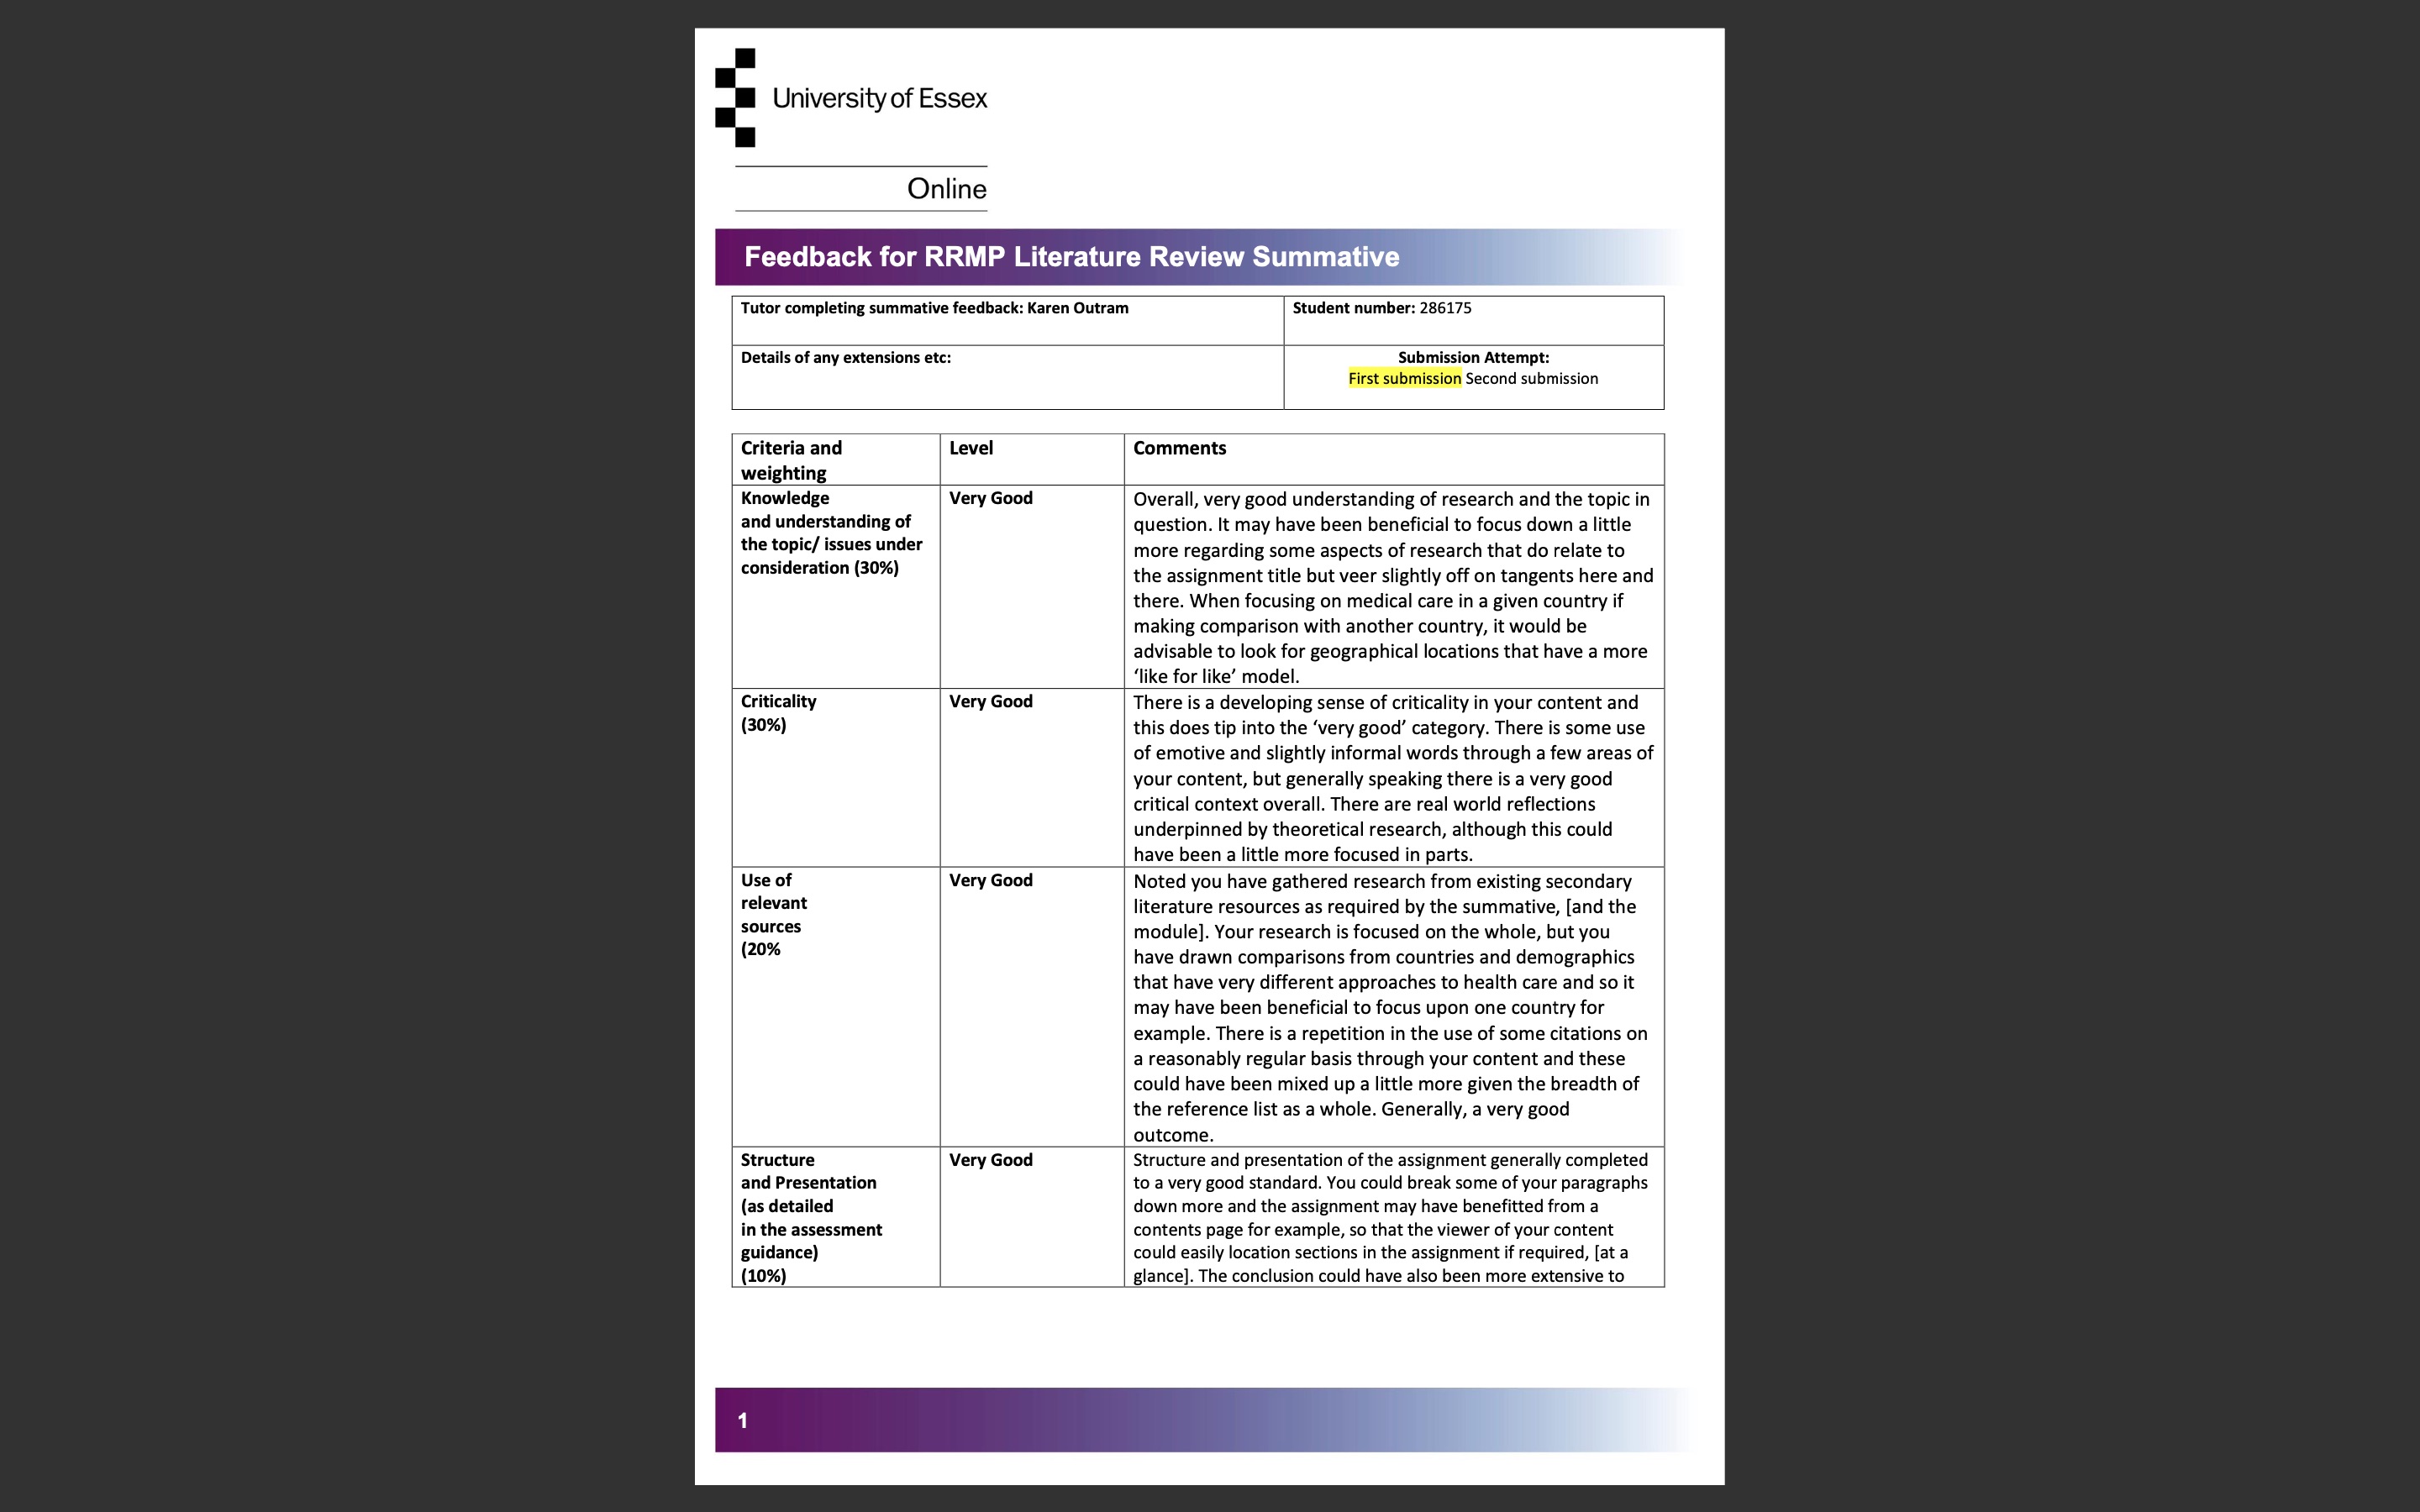 University of Essex
Online
Feedback for RRMP Literature Review Summative
Tutor completing summative feedback: Karen Outram
Student number: 286175
Details of any extensions etc:
Submission Attempt:
First submission Second submission
Criteria and
weighting
Level
Comments
Knowledge
and understanding of
the topic/ issues under
consideration (30%)
Very Good
Overall, very good understanding of research and the topic in
question. It may have been beneficial to focus down a little
more regarding some aspects of research that do relate to
the assignment title but veer slightly off on tangents here and
there. When focusing on medical care in a given country if
making comparison with another country, it would be
advisable to look for geographical locations that have a more
‘like for like’ model.
Criticality
(30%)
Very Good
There is a developing sense of criticality in your content and
this does tip into the ‘very good’ category. There is some use
of emotive and slightly informal words through a few areas of
your content, but generally speaking there is a very good
critical context overall. There are real world reflections
underpinned by theoretical research, although this could
have been a little more focused in parts.
Use of
relevant
sources
(20%
Very Good
Noted you have gathered research from existing secondary
literature resources as required by the summative, [and the
module]. Your research is focused on the whole, but you
have drawn comparisons from countries and demographics
that have very different approaches to health care and so it
may have been beneficial to focus upon one country for
example. There is a repetition in the use of some citations on
a reasonably regular basis through your content and these
could have been mixed up a little more given the breadth of
the reference list as a whole. Generally, a very good
outcome.
Structure
and Presentation
(as detailed
in the assessment
guidance)
(10%)
Very Good
Structure and presentation of the assignment generally completed
to a very good standard. You could break some of your paragraphs
down more and the assignment may have benefitted from a
contents page for example, so that the viewer of your content
could easily location sections in the assignment if required, [at a
glance]. The conclusion could have also been more extensive to
1